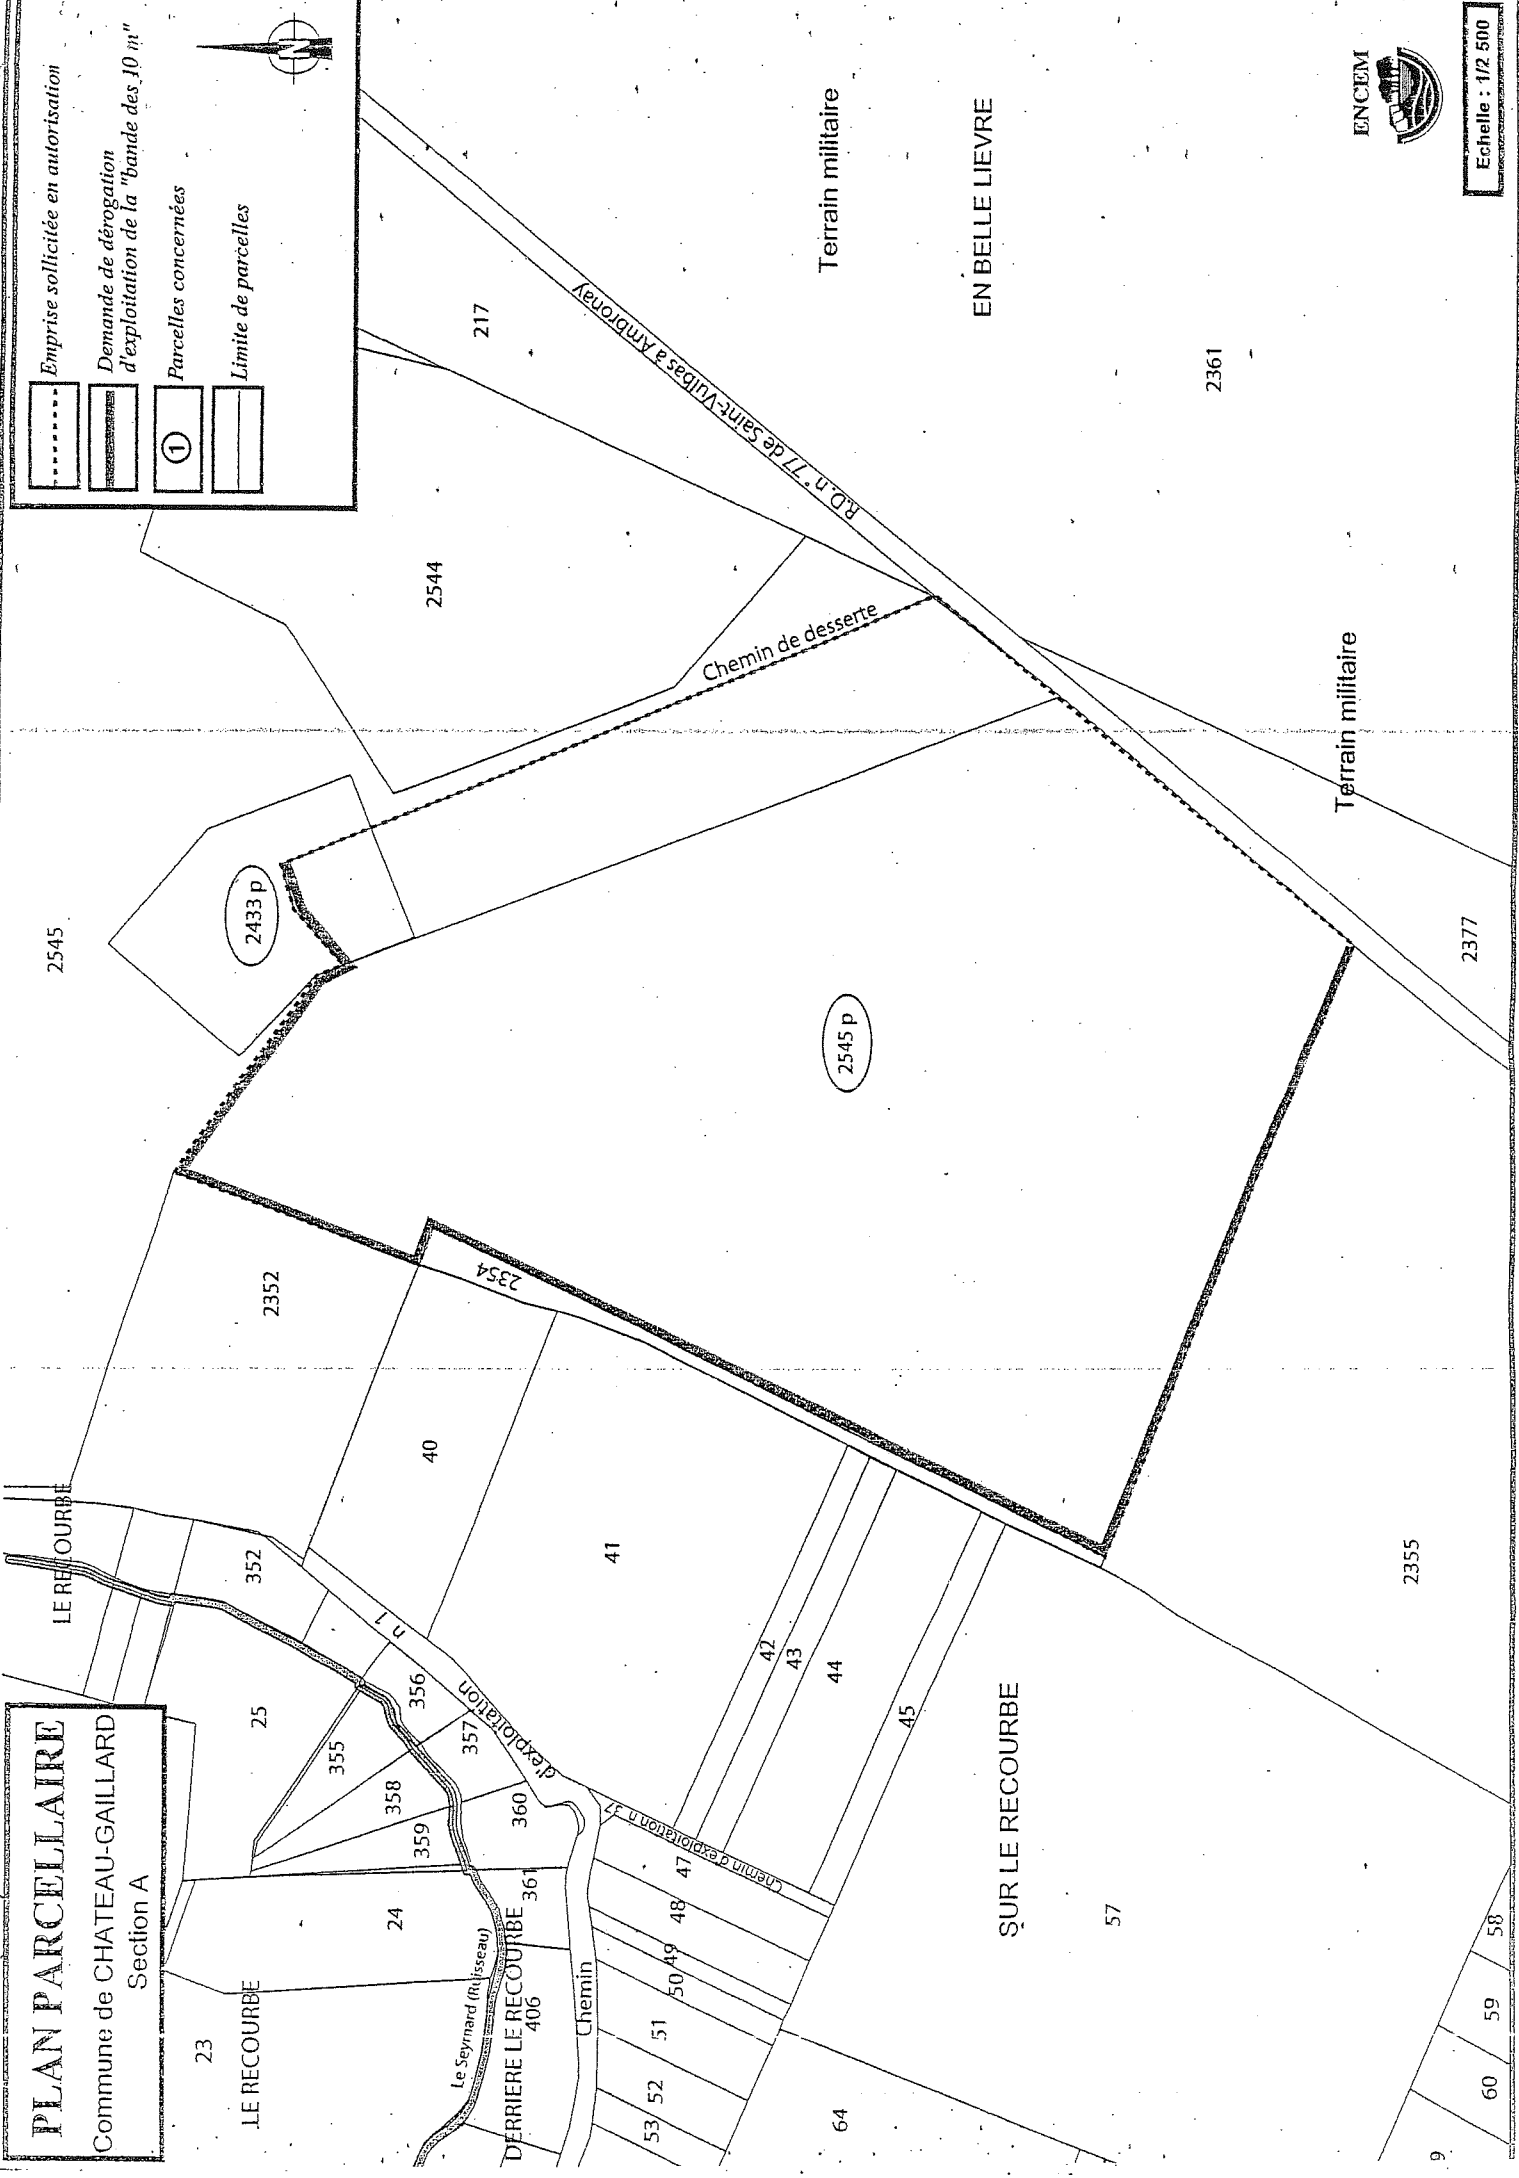 PLAN PARCELLAIRE
Commune de CHATEAU-GAILLARD
Section A
Emprise sollicitée en autorisation
Demande de dérogation
d'exploitation de la "bande des 10 m"
1
Parcelles concernées
Limite de parcelles
N
LE RECOURBE
2545
23
25
352
2352
2433 p
LE RECOURBE
355
358
359
356
357
24
360
361
40
2354
2544
217
Le Seyrnard (Ruisseau)
DERRIERE LE RECOURBE
406
Chemin
d'exploitation
n 1
41
Chemin d'exploitation n 37
47
48
49
50
51
52
53
42
43
44
45
Chemin de desserte
R.D. n° 77 de Saint-Vulbas à Ambronay
2545 p
Terrain militaire
EN BELLE LIEVRE
2361
64
SUR LE RECOURBE
57
Terrain militaire
2355
2377
9
60
59
58
ENCEM
Echelle : 1/2 500